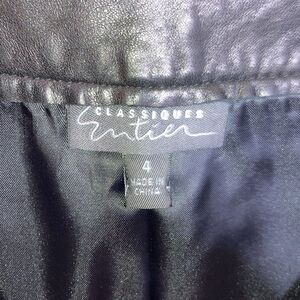 CLASSIQUES
Entier
4
MADE IN
CHINA